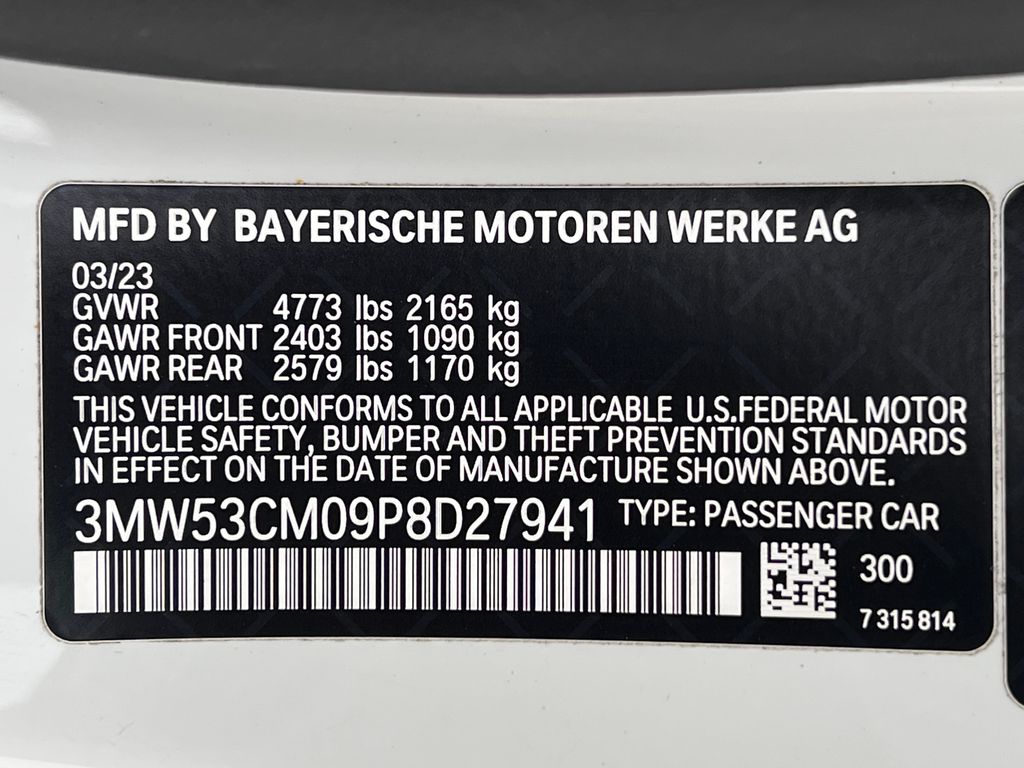 MFD BY BAYERISCHE MOTOREN WERKE AG
03/23
GVWR 4773 lbs 2165 kg
GAWR FRONT 2403 lbs 1090 kg
GAWR REAR 2579 lbs 1170 kg
THIS VEHICLE CONFORMS TO ALL APPLICABLE U.S.FEDERAL MOTOR
VEHICLE SAFETY, BUMPER AND THEFT PREVENTION STANDARDS
IN EFFECT ON THE DATE OF MANUFACTURE SHOWN ABOVE.
3MW53CM09P8D27941 TYPE: PASSENGER CAR
300
7 315 814